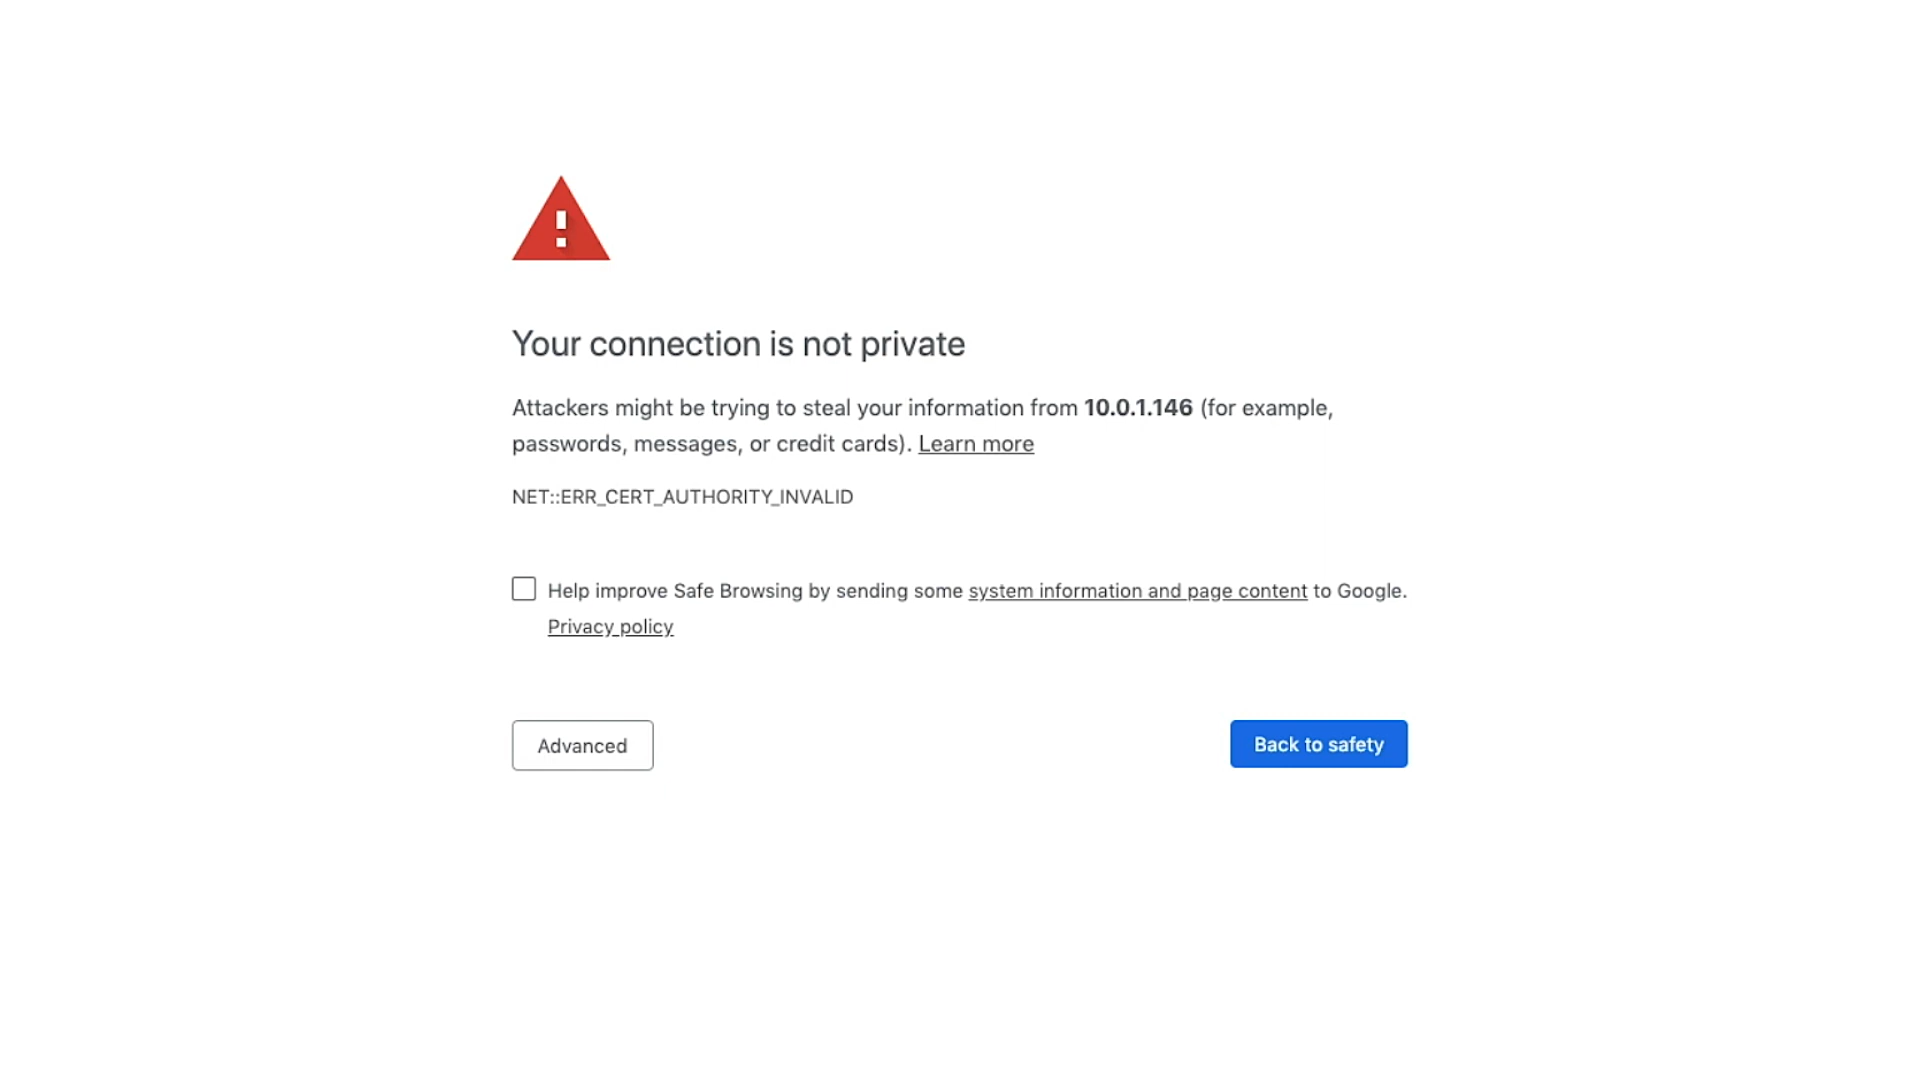 Your connection is not private
Attackers might be trying to steal your information from 10.0.1.146 (for example,
passwords, messages, or credit cards). Learn more
NET::ERR_CERT_AUTHORITY_INVALID
Help improve Safe Browsing by sending some system information and page content to Google.
Privacy policy
Advanced
Back to safety